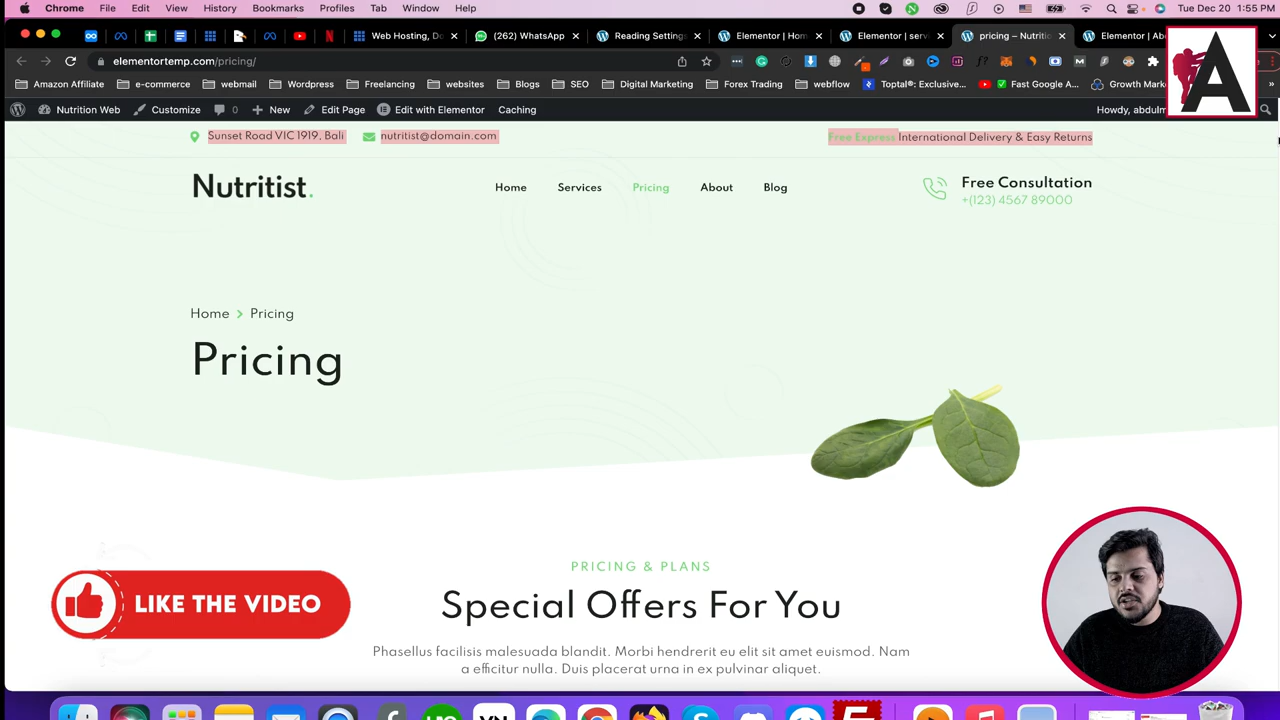 Chrome File Edit View History Bookmarks Profiles Tab Window Help Tue Dec 20 1:55 PM
Web Hosting, Do (262) WhatsApp Reading Settings Elementor | Hom Elementor | serv pricing – Nutritio Elementor | Abo
elementortemp.com/pricing/
Amazon Affiliate e-commerce webmail Wordpress Freelancing websites Blogs SEO Digital Marketing Forex Trading webflow Toptal®: Exclusive... Fast Google A... Growth Mark
Nutrition Web Customize 0 New Edit Page Edit with Elementor Caching Howdy, abdulm
A
Sunset Road VIC 1919, Bali nutritist@domain.com Free Express International Delivery & Easy Returns
Nutritist. Home Services Pricing About Blog Free Consultation
+(123) 4567 89000
Home > Pricing
Pricing
PRICING & PLANS
Special Offers For You
LIKE THE VIDEO
Phasellus facilisis malesuada blandit. Morbi hendrerit eu elit sit amet euismod. Nam
a efficitur nulla. Duis placerat urna in ex pulvinar aliquet.